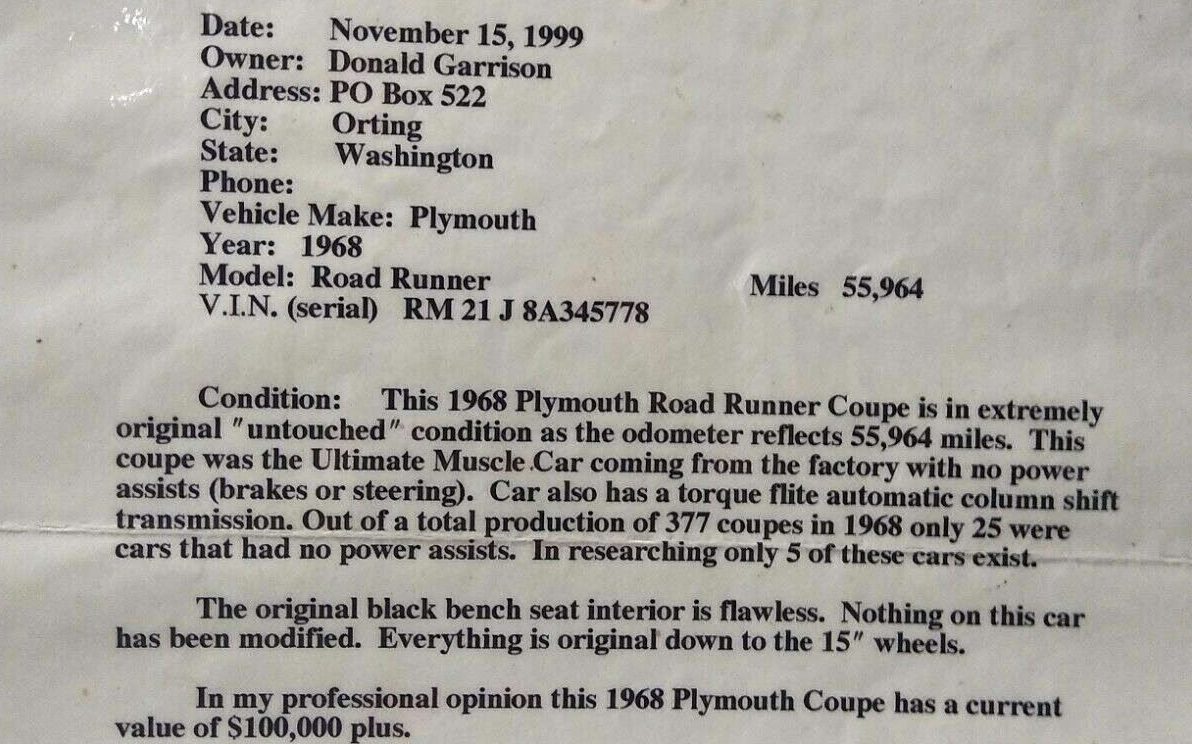 Date: November 15, 1999
Owner: Donald Garrison
Address: PO Box 522
City: Orting
State: Washington
Phone:
Vehicle Make: Plymouth
Year: 1968
Model: Road Runner Miles 55,964
V.I.N. (serial) RM 21 J 8A345778
Condition: This 1968 Plymouth Road Runner Coupe is in extremely
original "untouched" condition as the odometer reflects 55,964 miles. This
coupe was the Ultimate Muscle Car coming from the factory with no power
assists (brakes or steering). Car also has a torque flite automatic column shift
transmission. Out of a total production of 377 coupes in 1968 only 25 were
cars that had no power assists. In researching only 5 of these cars exist.
The original black bench seat interior is flawless. Nothing on this car
has been modified. Everything is original down to the 15" wheels.
In my professional opinion this 1968 Plymouth Coupe has a current
value of $100,000 plus.